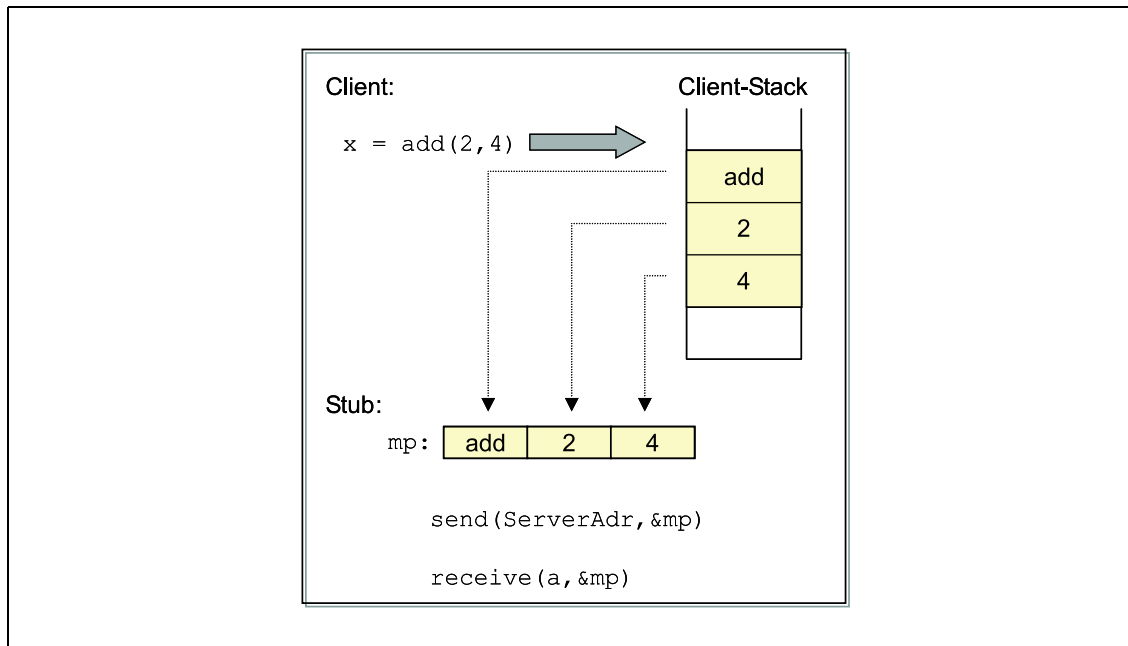 Client:
Client-Stack
x = add(2,4)
add
2
4
Stub:
mp: add 2 4
send(ServerAdr,&mp)
receive(a,&mp)